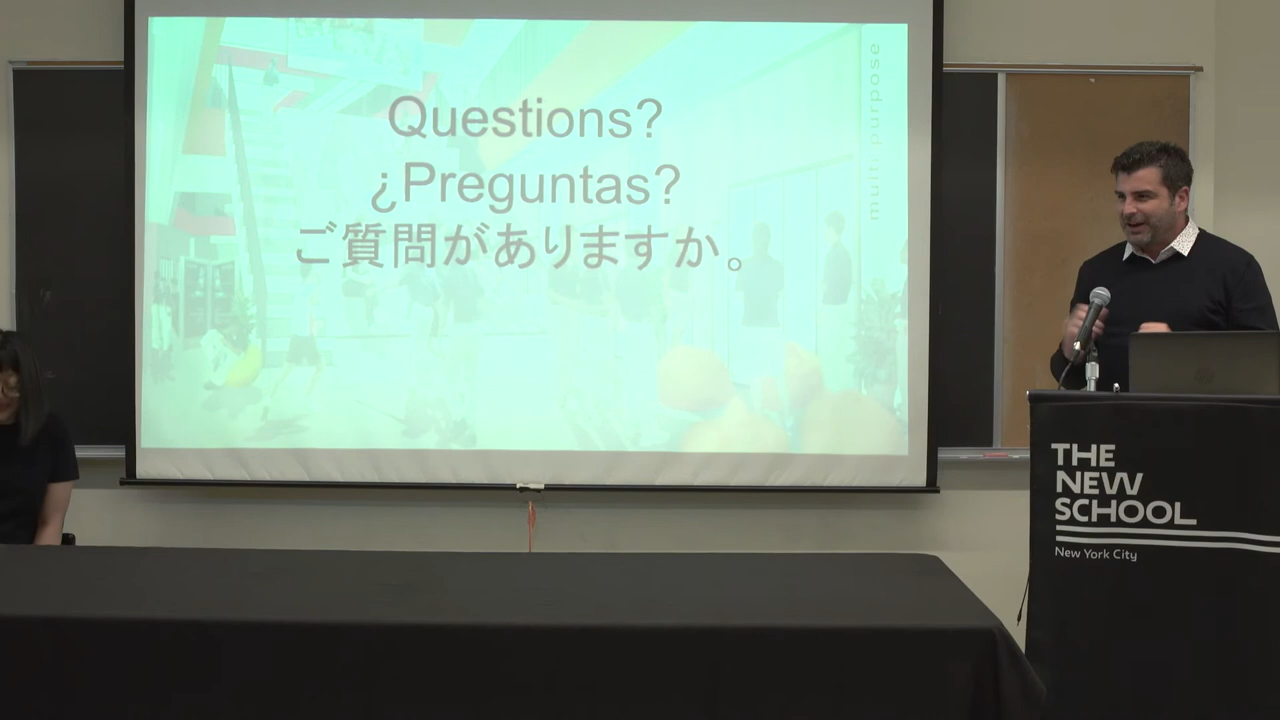 Questions?
¿Preguntas?
ご質問がありますか。
multi purpose
THE
NEW
SCHOOL
New York City